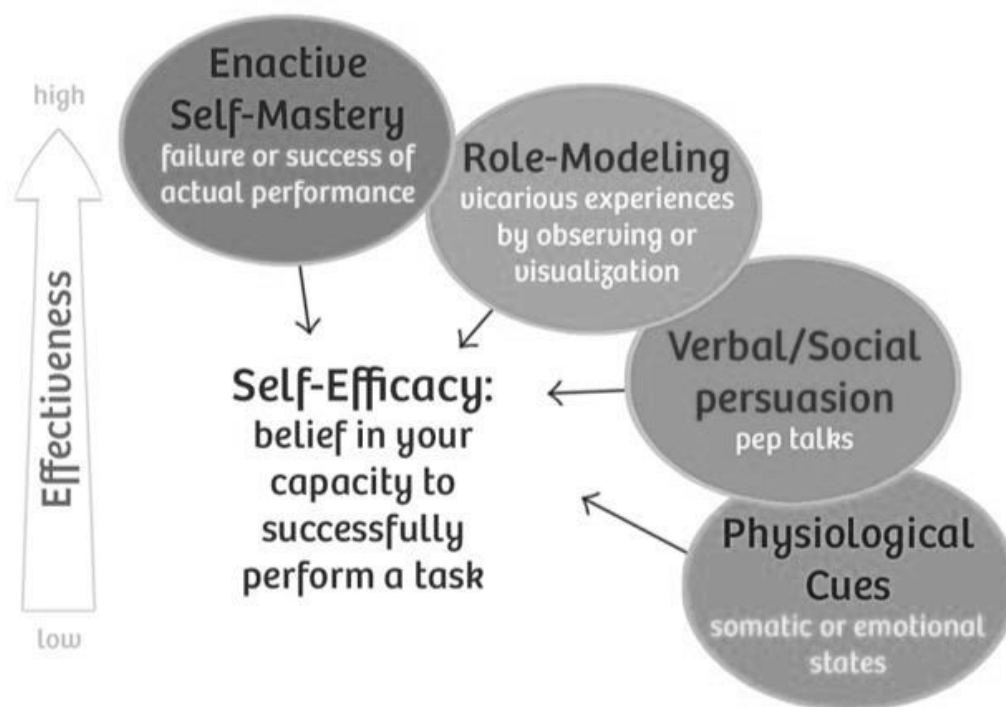 high
Effectiveness
low
Enactive
Self-Mastery
failure or success of
actual performance
Role-Modeling
vicarious experiences
by observing or
visualization
Verbal/Social
persuasion
pep talks
Physiological
Cues
somatic or emotional
states
Self-Efficacy:
belief in your
capacity to
successfully
perform a task